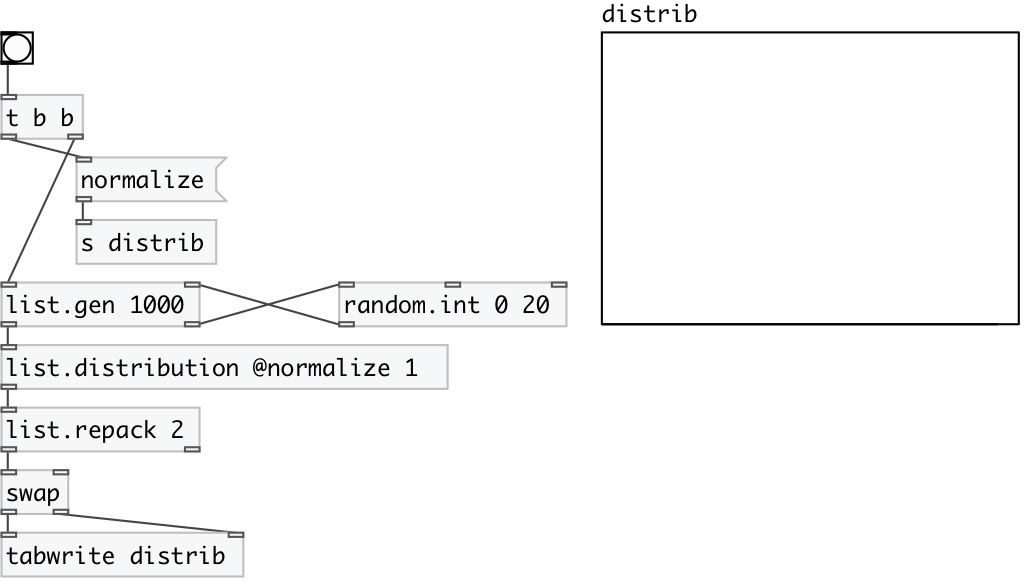 distrib
t b b
normalize
s distrib
list.gen 1000
random.int 0 20
list.distribution @normalize 1
list.repack 2
swap
tabwrite distrib